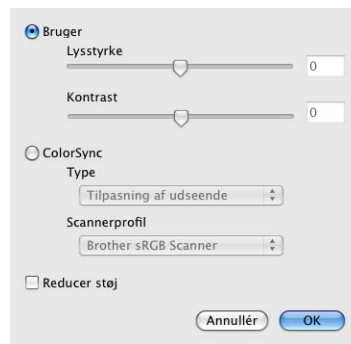 Bruger
Lysstyrke
0
Kontrast
0
ColorSync
Type
Tilpasning af udseende
Scannerprofil
Brother sRGB Scanner
Reducer støj
Annullér OK